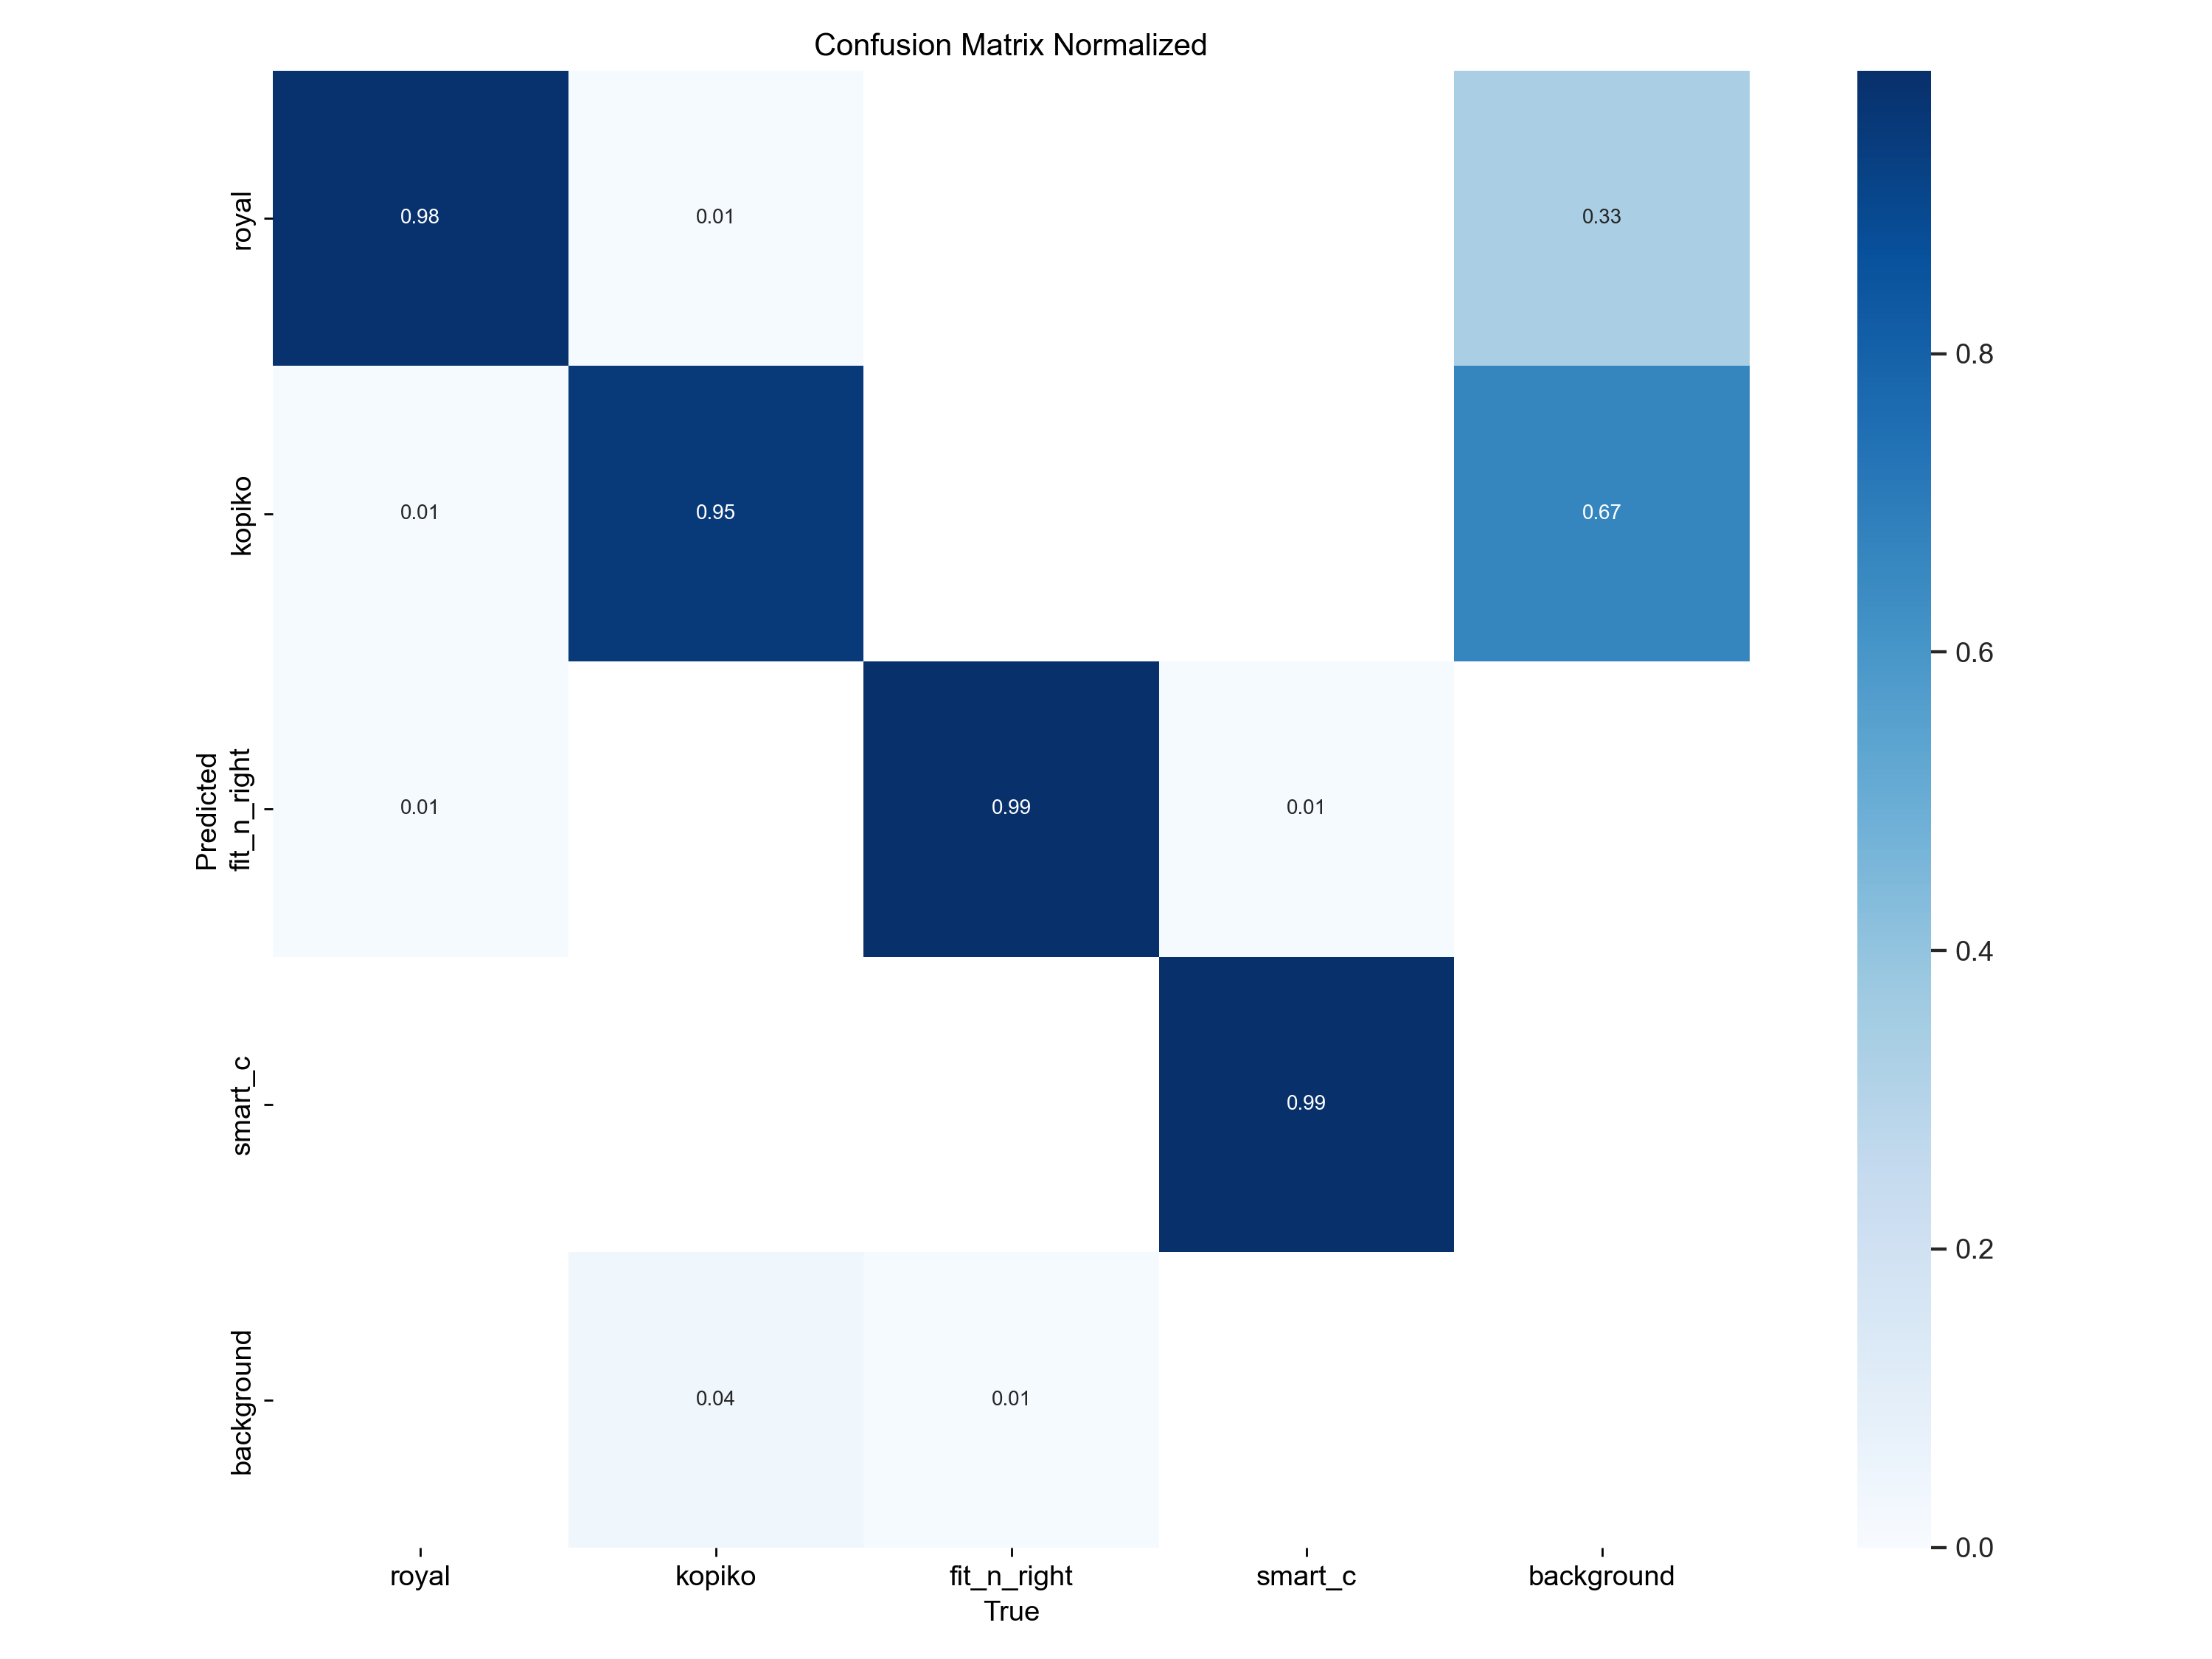 Confusion Matrix Normalized
royal
0.98
0.01
0.33
kopiko
0.01
0.95
0.67
Predicted
fit_n_right
0.01
0.99
0.01
smart_c
0.99
background
0.04
0.01
royal
kopiko
fit_n_right
smart_c
background
True
0.8
0.6
0.4
0.2
0.0